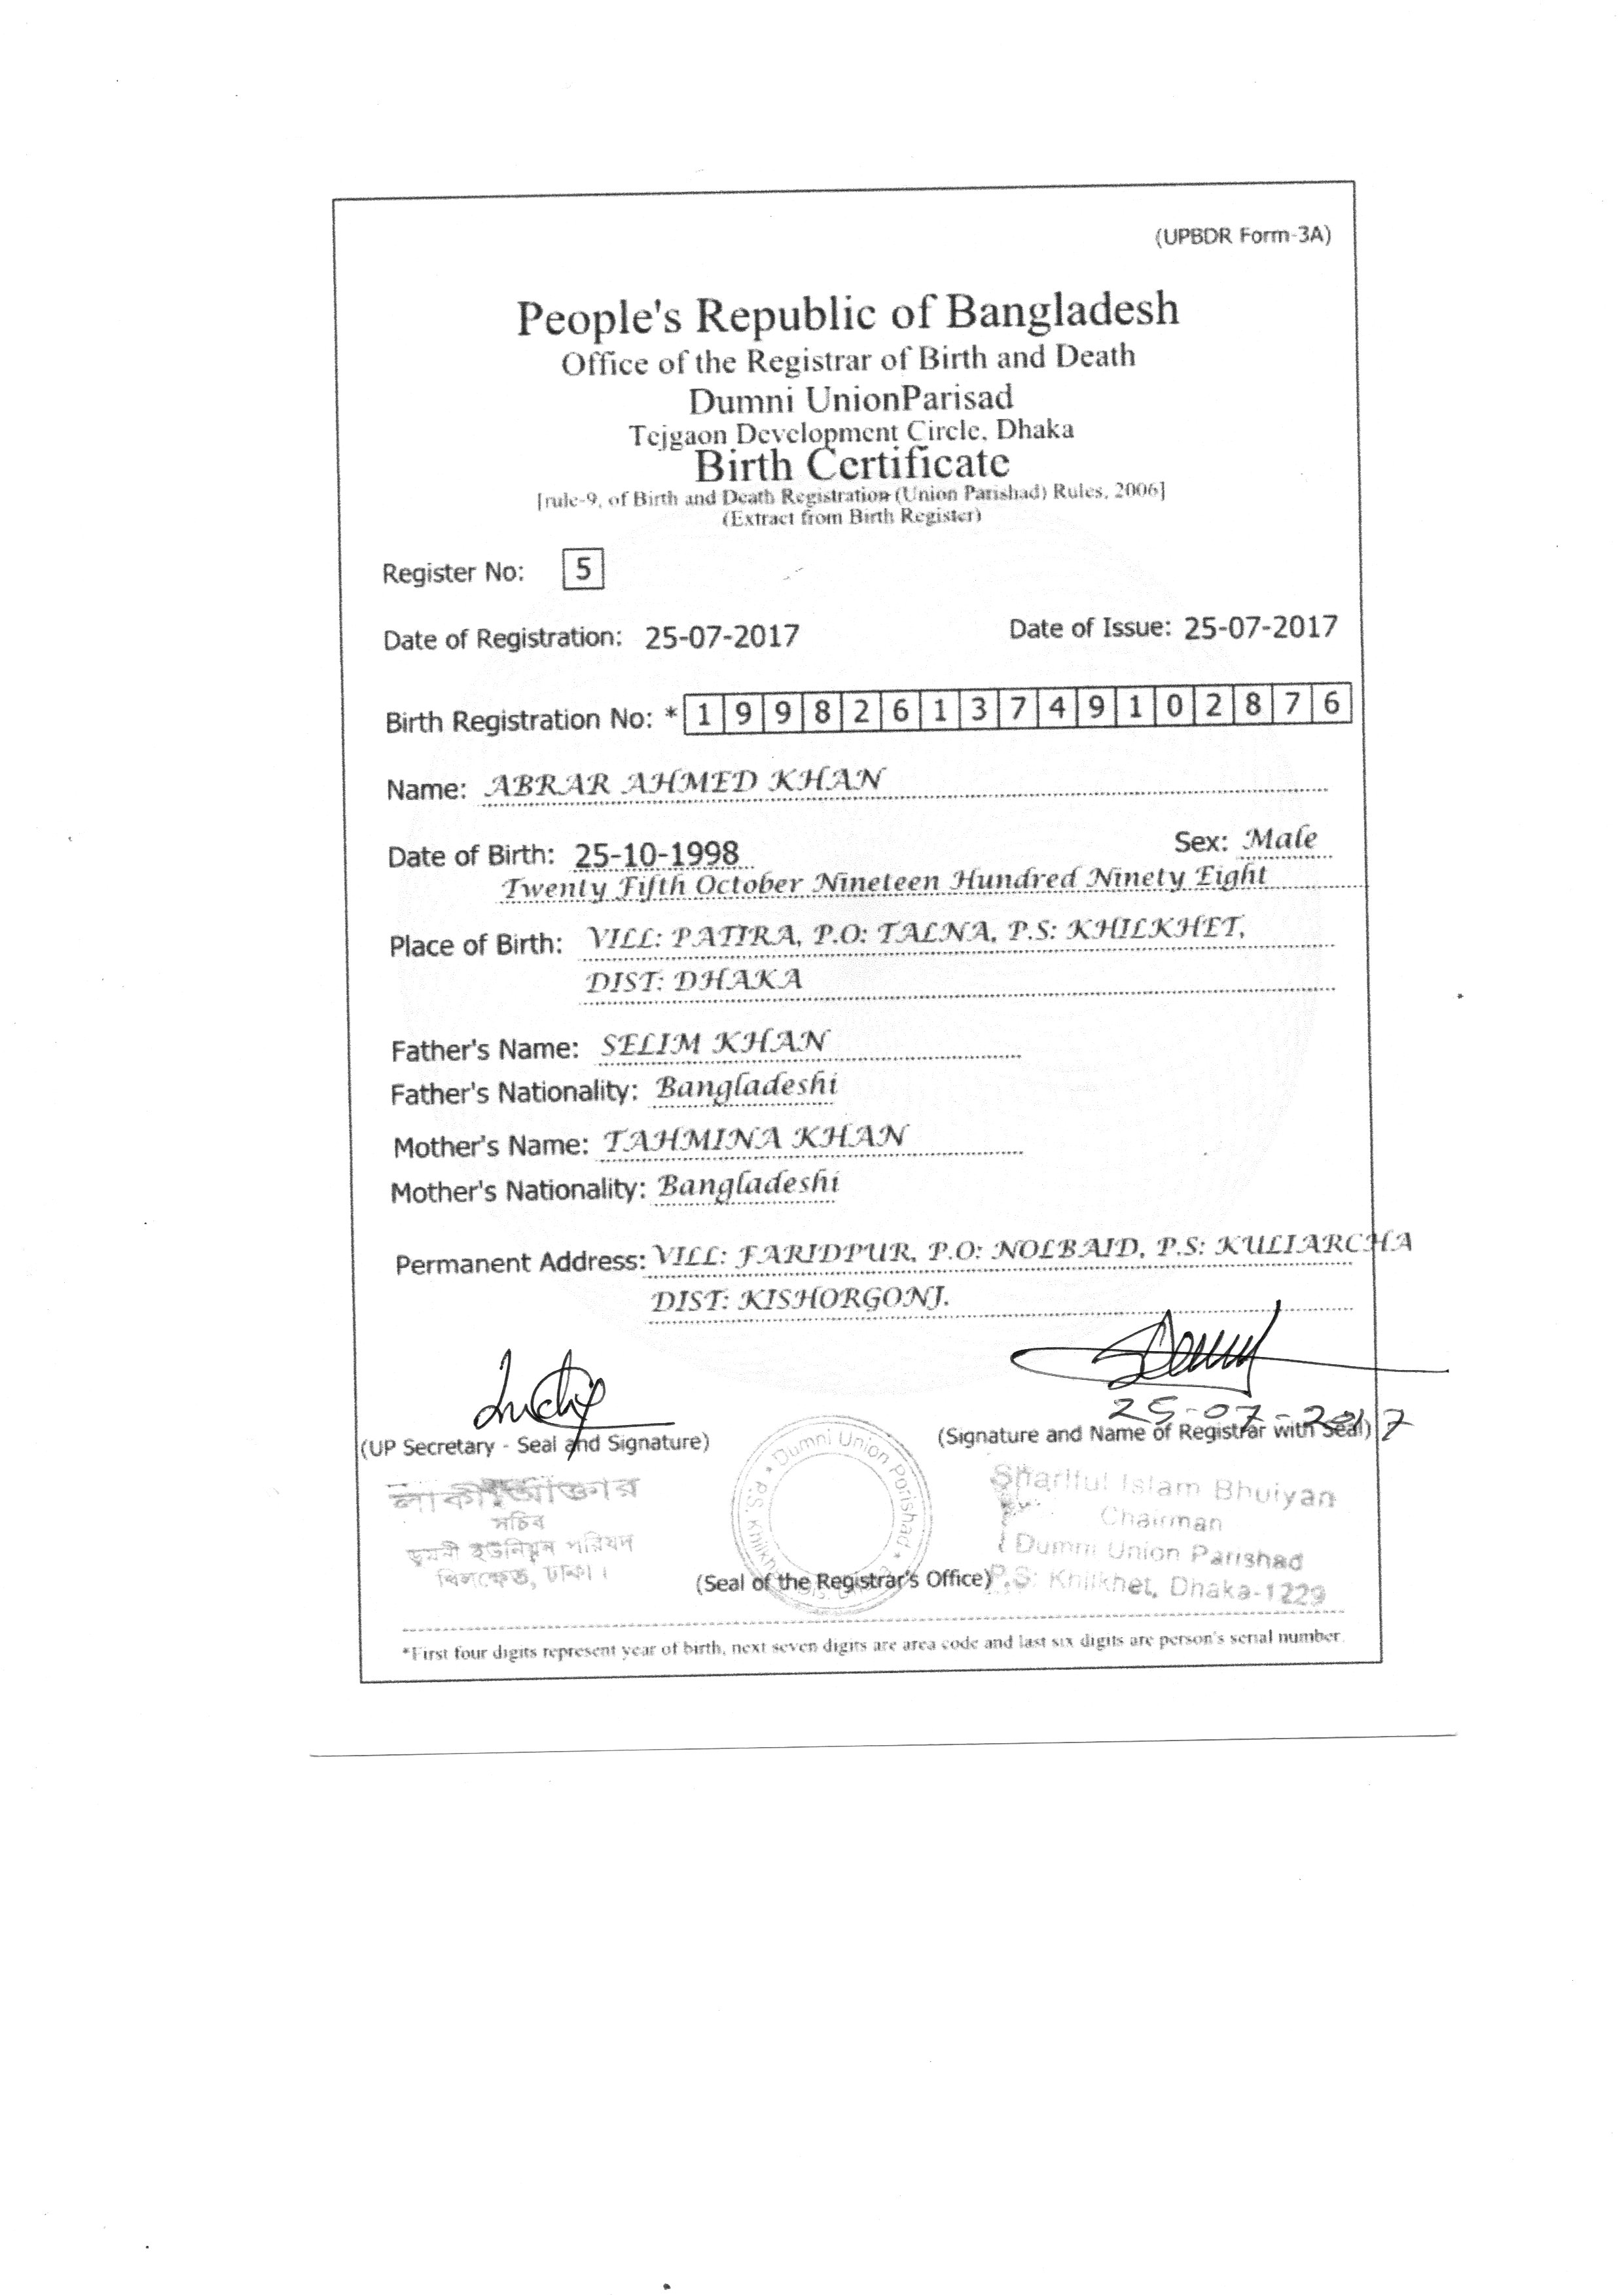 (UPBDR Form-3A)
People's Republic of Bangladesh
Office of the Registrar of Birth and Death
Dumni UnionParisad
Tejgaon Development Circle, Dhaka
Birth Certificate
[rule-9, of Birth and Death Registration (Union Parishad) Rules, 2006]
(Extract from Birth Register)
Register No: 5
Date of Registration: 25-07-2017 Date of Issue: 25-07-2017
Birth Registration No: * 1 9 9 8 2 6 1 3 7 4 9 1 0 2 8 7 6
Name: ABRAR AHMED KHAN
Date of Birth: 25-10-1998 Sex: Male
Twenty Fifth October Nineteen Hundred Ninety Eight
Place of Birth: VILL: PATIRA, P.O: TALNA, P.S: KHILKHET,
DIST: DHAKA
Father's Name: SELIM KHAN
Father's Nationality: Bangladeshi
Mother's Name: TAHMINA KHAN
Mother's Nationality: Bangladeshi
Permanent Address: VILL: FARIDPUR, P.O: NOLBAID, P.S: KULIARCHA
DIST: KISHORGONJ.
25-07-2017
(UP Secretary - Seal and Signature) (Signature and Name of Registrar with Seal)
লাকী আক্তার
সচিব
ডুমনী ইউনিয়ন পরিষদ
খিলক্ষেত, ঢাকা।
Dumni Union Porishad
P.S.
Shariful Islam Bhuiyan
Chairman
Dumni Union Parishad
P.S: Khilkhet, Dhaka-1229
(Seal of the Registrar's Office)
*First four digits represent year of birth, next seven digits are area code and last six digits are person's serial number.